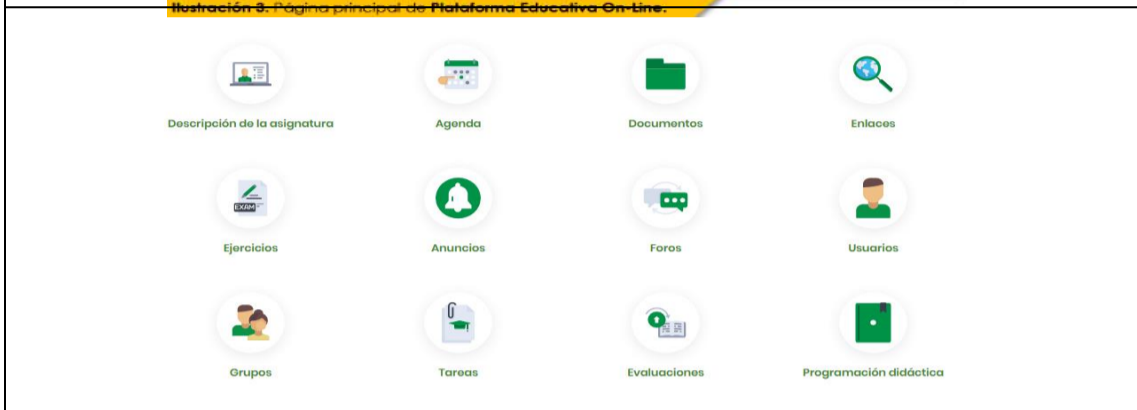 Ilustración 3. Página principal de Plataforma Educativa On-Line.
Descripción de la asignatura Agenda Documentos Enlaces
EXAM
Ejercicios Anuncios Foros Usuarios
Grupos Tareas Evaluaciones Programación didáctica